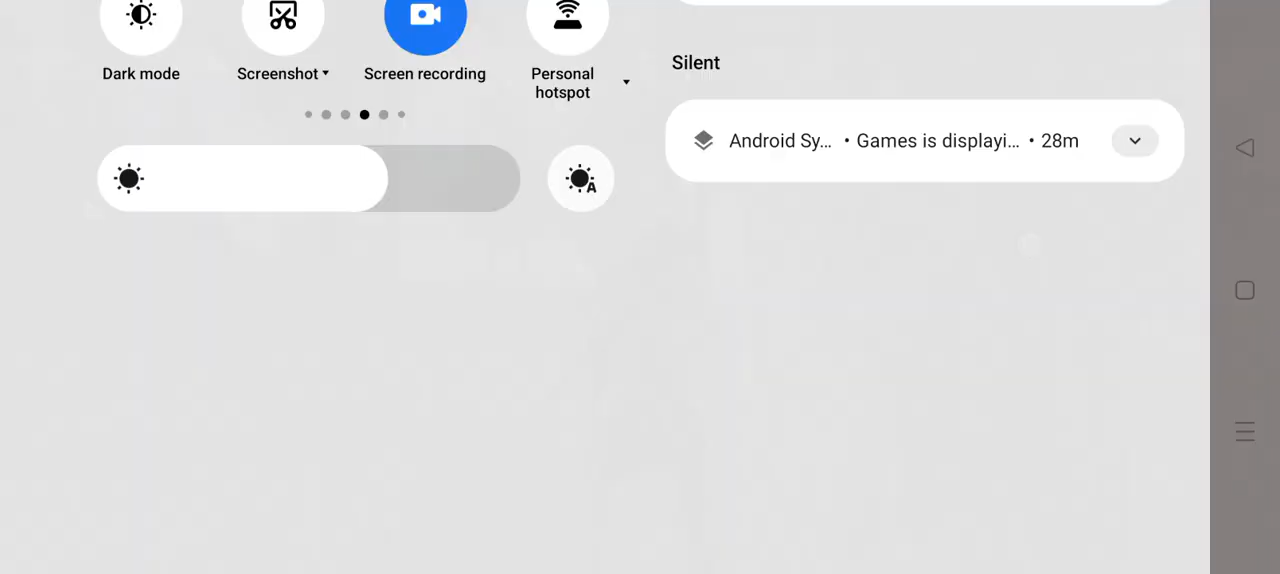 Dark mode
Screenshot
Screen recording
Personal
hotspot
A
Silent
Android Sy... • Games is displayi... • 28m